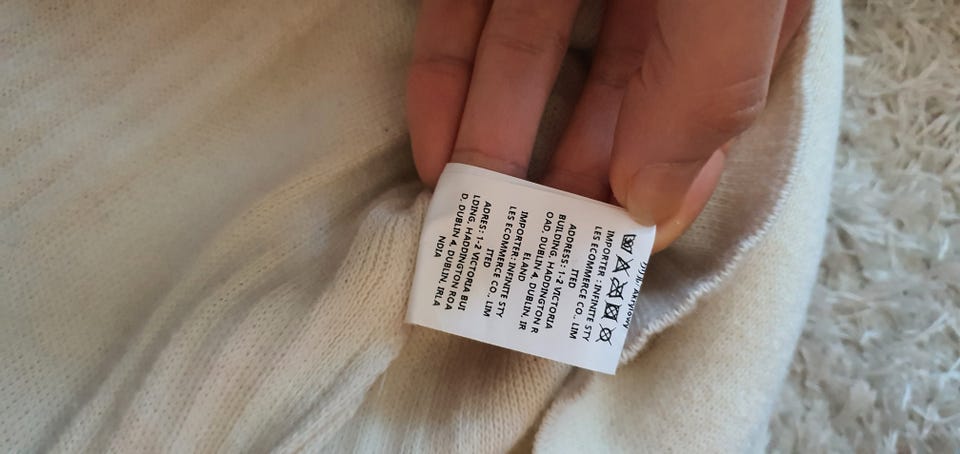 IMPORTER : INFINITE STY
LES ECOMMERCE CO., LIM
ITED
ADDRESS: 1-2 VICTORIA
BUILDING, HADDINGTON R
OAD, DUBLIN 4, DUBLIN, IR
ELAND
IMPORTER: INFINITE STY
LES ECOMMERCE CO., LIM
ITED
ADRES: 1-2 VICTORIA BUI
LDING, HADDINGTON ROA
D, DUBLIN 4, DUBLIN, IRLA
NDIA